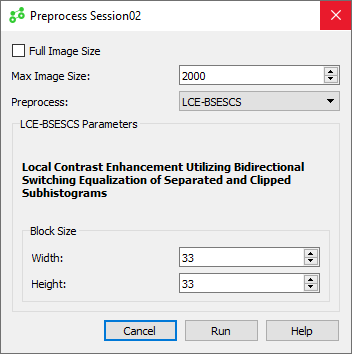 Preprocess Session02
Full Image Size
Max Image Size: 2000
Preprocess: LCE-BSESCS
LCE-BSESCS Parameters
Local Contrast Enhancement Utilizing Bidirectional
Switching Equalization of Separated and Clipped
Subhistograms
Block Size
Width: 33
Height: 33
Cancel Run Help